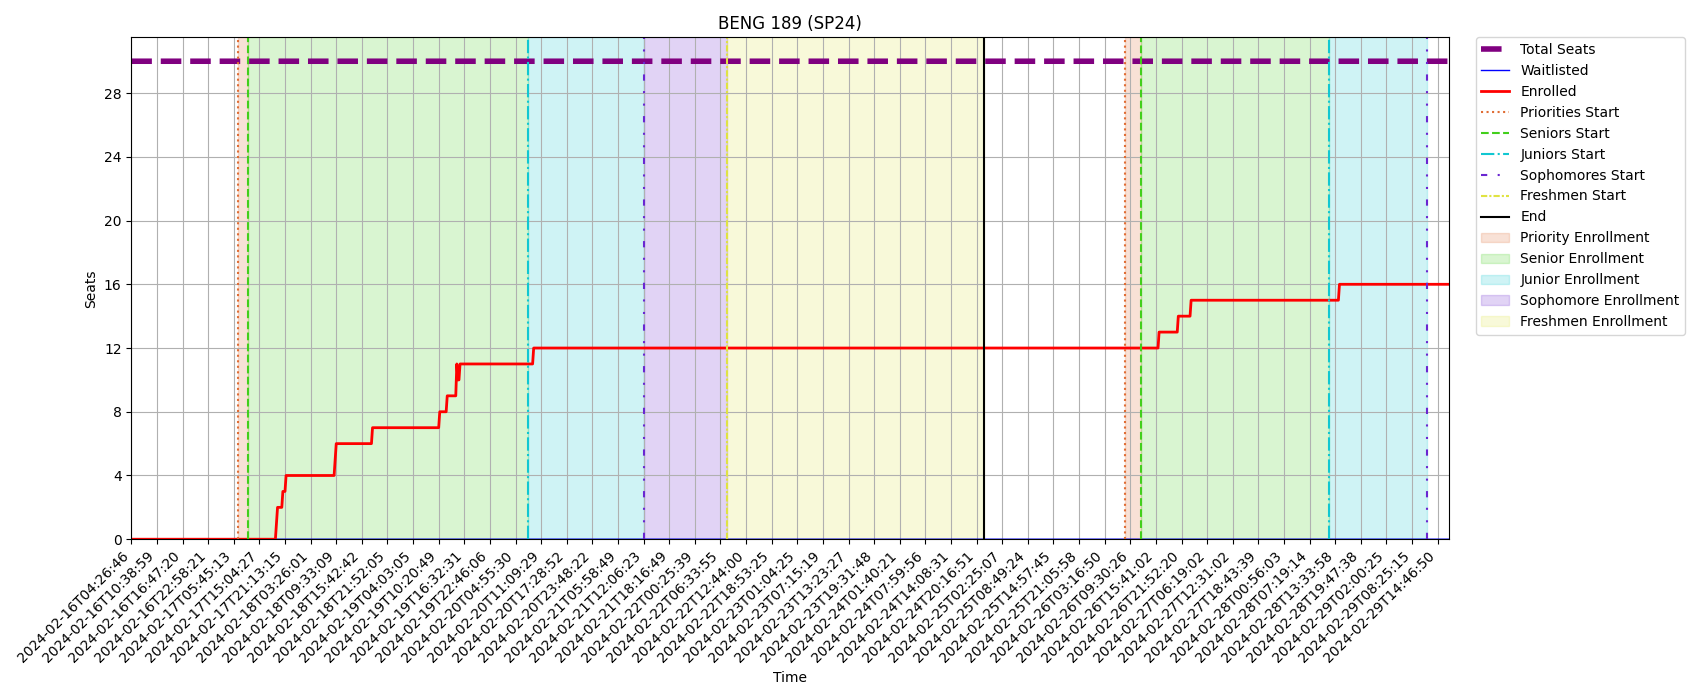 BENG 189 (SP24)
Seats
28
24
20
16
12
8
4
0
2024-02-16T04:26:46
2024-02-16T10:38:59
2024-02-16T16:47:20
2024-02-16T22:58:21
2024-02-17T05:45:13
2024-02-17T15:04:27
2024-02-17T21:13:15
2024-02-18T03:26:01
2024-02-18T09:33:09
2024-02-18T15:42:42
2024-02-18T21:52:05
2024-02-19T04:03:05
2024-02-19T10:20:49
2024-02-19T16:32:31
2024-02-19T22:46:06
2024-02-20T04:55:30
2024-02-20T11:09:29
2024-02-20T17:28:52
2024-02-20T23:48:22
2024-02-21T05:58:49
2024-02-21T12:06:23
2024-02-21T18:16:49
2024-02-22T00:25:39
2024-02-22T06:33:55
2024-02-22T12:44:00
2024-02-22T18:53:25
2024-02-23T01:04:25
2024-02-23T07:15:19
2024-02-23T13:23:27
2024-02-23T19:31:48
2024-02-24T01:40:21
2024-02-24T07:59:56
2024-02-24T14:08:31
2024-02-24T20:16:51
2024-02-25T02:25:07
2024-02-25T08:49:24
2024-02-25T14:57:45
2024-02-25T21:05:58
2024-02-26T03:16:50
2024-02-26T09:30:26
2024-02-26T15:41:02
2024-02-26T21:52:20
2024-02-27T06:19:02
2024-02-27T12:31:02
2024-02-27T18:43:39
2024-02-28T00:56:03
2024-02-28T07:19:14
2024-02-28T13:33:58
2024-02-28T19:47:38
2024-02-29T02:00:25
2024-02-29T08:25:15
2024-02-29T14:46:50
Time
Total Seats
Waitlisted
Enrolled
Priorities Start
Seniors Start
Juniors Start
Sophomores Start
Freshmen Start
End
Priority Enrollment
Senior Enrollment
Junior Enrollment
Sophomore Enrollment
Freshmen Enrollment